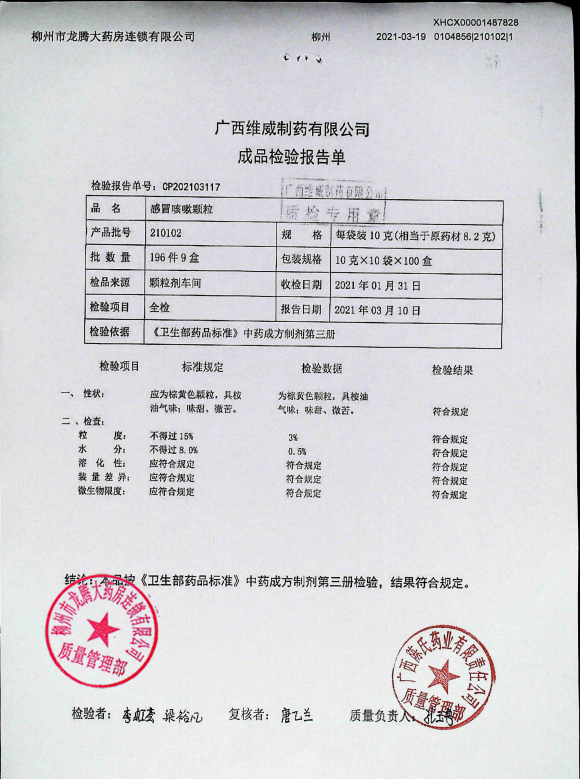 XHCX00001487828
柳州市龙腾大药房连锁有限公司 柳州 2021-03-19 0104856|210102|1
广西维威制药有限公司
成品检验报告单
检验报告单号：CP202103117
广西维威制药有限公司
质检专用章
品 名 感冒咳嗽颗粒
产品批号 210102 规 格 每袋装10克(相当于原药材8.2克)
批 数 量 196件9盒 包装规格 10克×10袋×100盒
检品来源 颗粒剂车间 收检日期 2021年01月31日
检验项目 全检 报告日期 2021年03月10日
检验依据 《卫生部药品标准》中药成方制剂第三册
检验项目 标准规定 检验数据 检验结果
一、 性状： 应为棕黄色颗粒，具桉 为棕黄色颗粒，具桉油
油气味；味甜、微苦。 气味；味甜、微苦。 符合规定
二、检查：
粒 度： 不得过15% 3% 符合规定
水 分： 不得过8.0% 0.5% 符合规定
溶 化 性： 应符合规定 符合规定 符合规定
装 量 差 异： 应符合规定 符合规定 符合规定
微生物限度： 应符合规定 符合规定 符合规定
结论：本品按《卫生部药品标准》中药成方制剂第三册检验，结果符合规定。
柳州市龙腾大药房连锁有限公司
质量管理部
广西陈氏药业有限责任公司
质量管理部
检验者： 梁裕凡 复核者：唐乙兰 质量负责人：